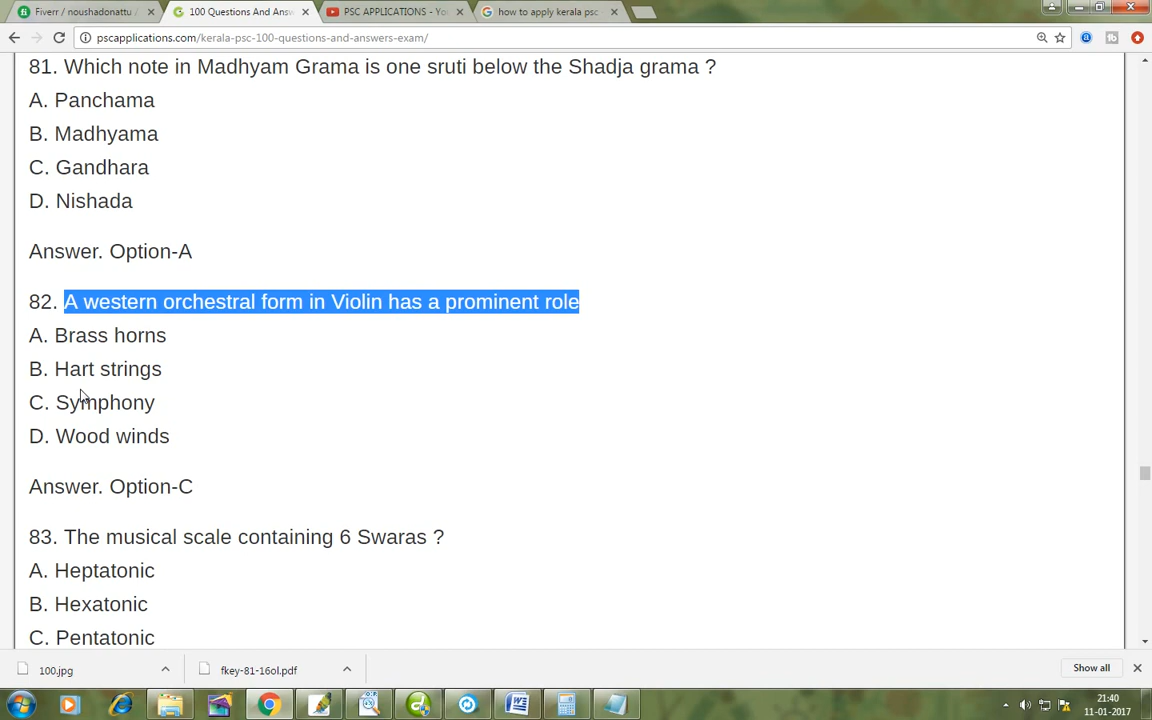 Fiverr / noushadonattu /
100 Questions And Answ
PSC APPLICATIONS - You
how to apply kerala psc
pscapplications.com/kerala-psc-100-questions-and-answers-exam/
81. Which note in Madhyam Grama is one sruti below the Shadja grama ?
A. Panchama
B. Madhyama
C. Gandhara
D. Nishada
Answer. Option-A
82. A western orchestral form in Violin has a prominent role
A. Brass horns
B. Hart strings
C. Symphony
D. Wood winds
Answer. Option-C
83. The musical scale containing 6 Swaras ?
A. Heptatonic
B. Hexatonic
C. Pentatonic
100.jpg
fkey-81-16ol.pdf
Show all
21:40
11-01-2017